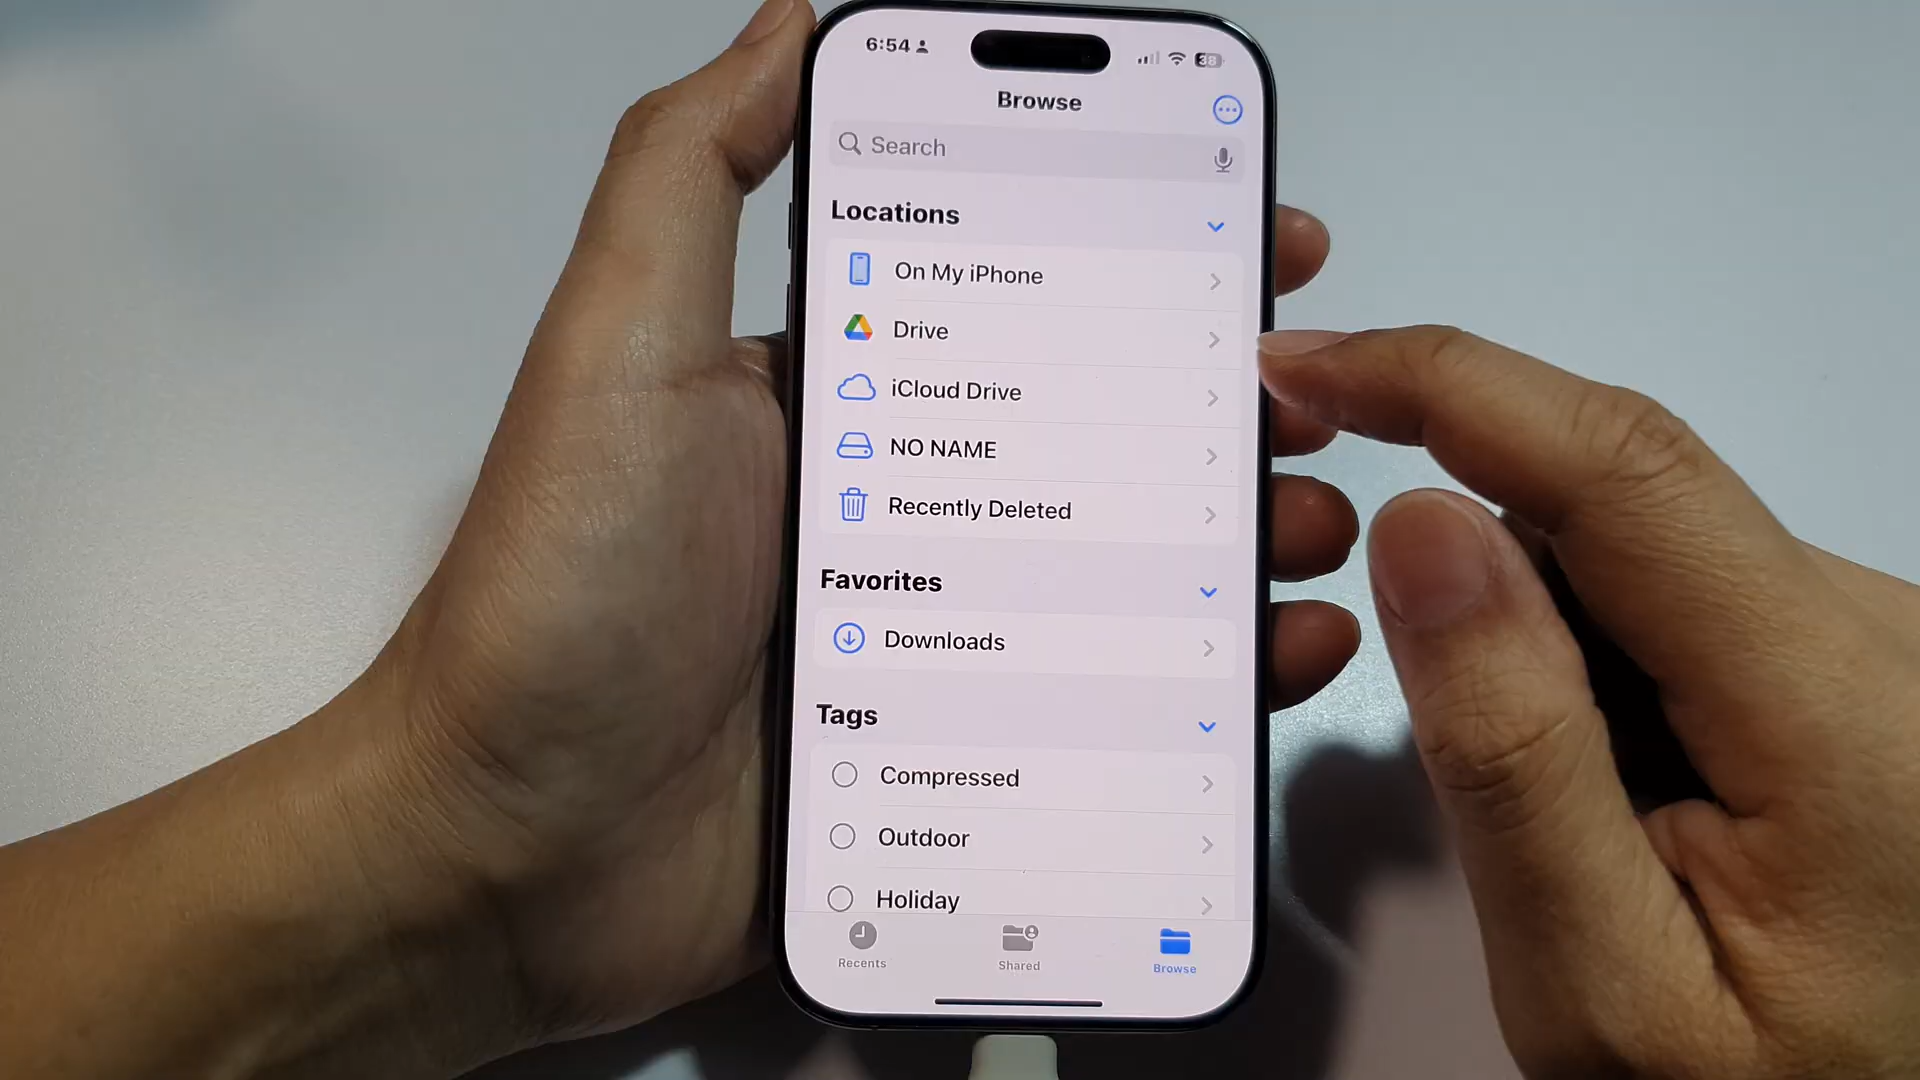 6:54
38
Browse
Search
Locations
On My iPhone
Drive
iCloud Drive
NO NAME
Recently Deleted
Favorites
Downloads
Tags
Compressed
Outdoor
Holiday
Recents
Shared
Browse